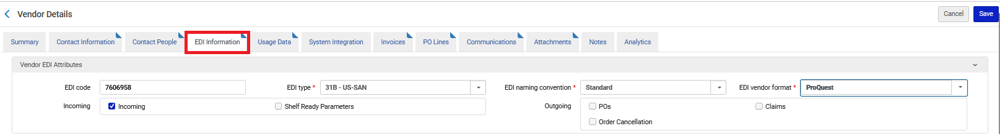 Vendor Details Cancel Save
Summary Contact Information Contact People EDI Information Usage Data System Integration Invoices PO Lines Communications Attachments Notes Analytics
Vendor EDI Attributes
EDI code 7606958 EDI type * 31B - US-SAN EDI naming convention * Standard EDI vendor format * ProQuest
Incoming Incoming Shelf Ready Parameters Outgoing POs Claims
Order Cancellation